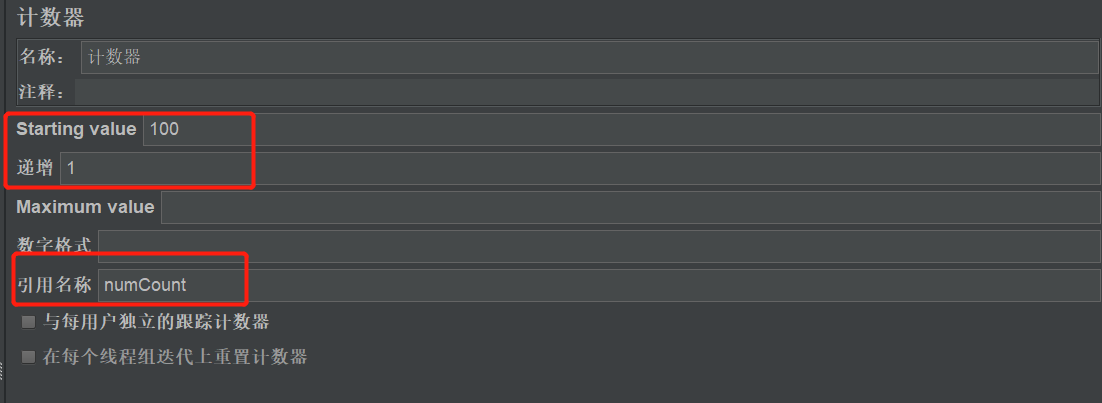 计数器
名称： 计数器
注释：
Starting value 100
递增 1
Maximum value
数字格式
引用名称 numCount
与每用户独立的跟踪计数器
在每个线程组迭代上重置计数器